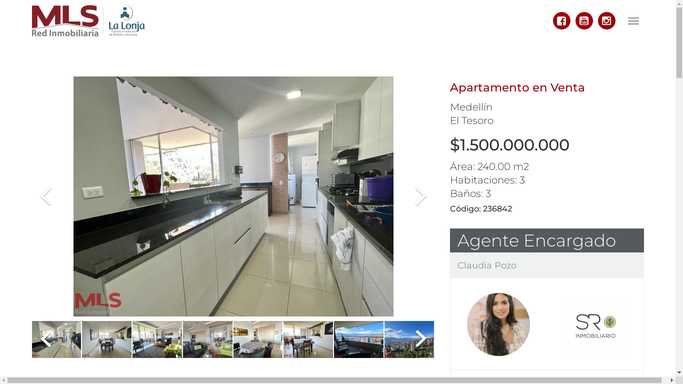 MLS
Red Inmobiliaria
La Lonja
Apartamento en Venta
Medellín
El Tesoro
$1.500.000.000
Área: 240.00 m2
Habitaciones: 3
Baños: 3
Código: 236842
Agente Encargado
Claudia Pozo
MLS
SR
INMOBILIARIO